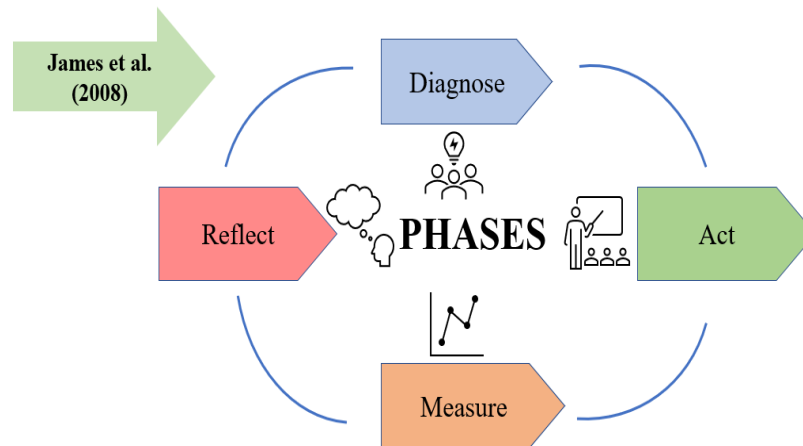 James et al.
(2008)
Diagnose
Reflect
PHASES
Act
Measure